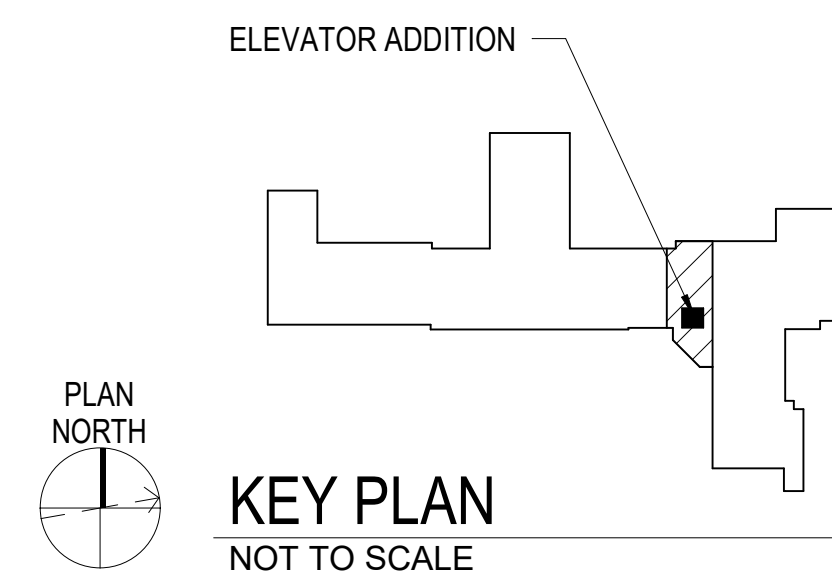 ELEVATOR ADDITION
PLAN
NORTH
KEY PLAN
NOT TO SCALE